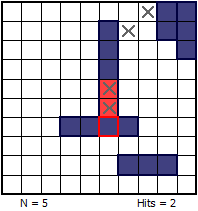 N = 5 Hits = 2